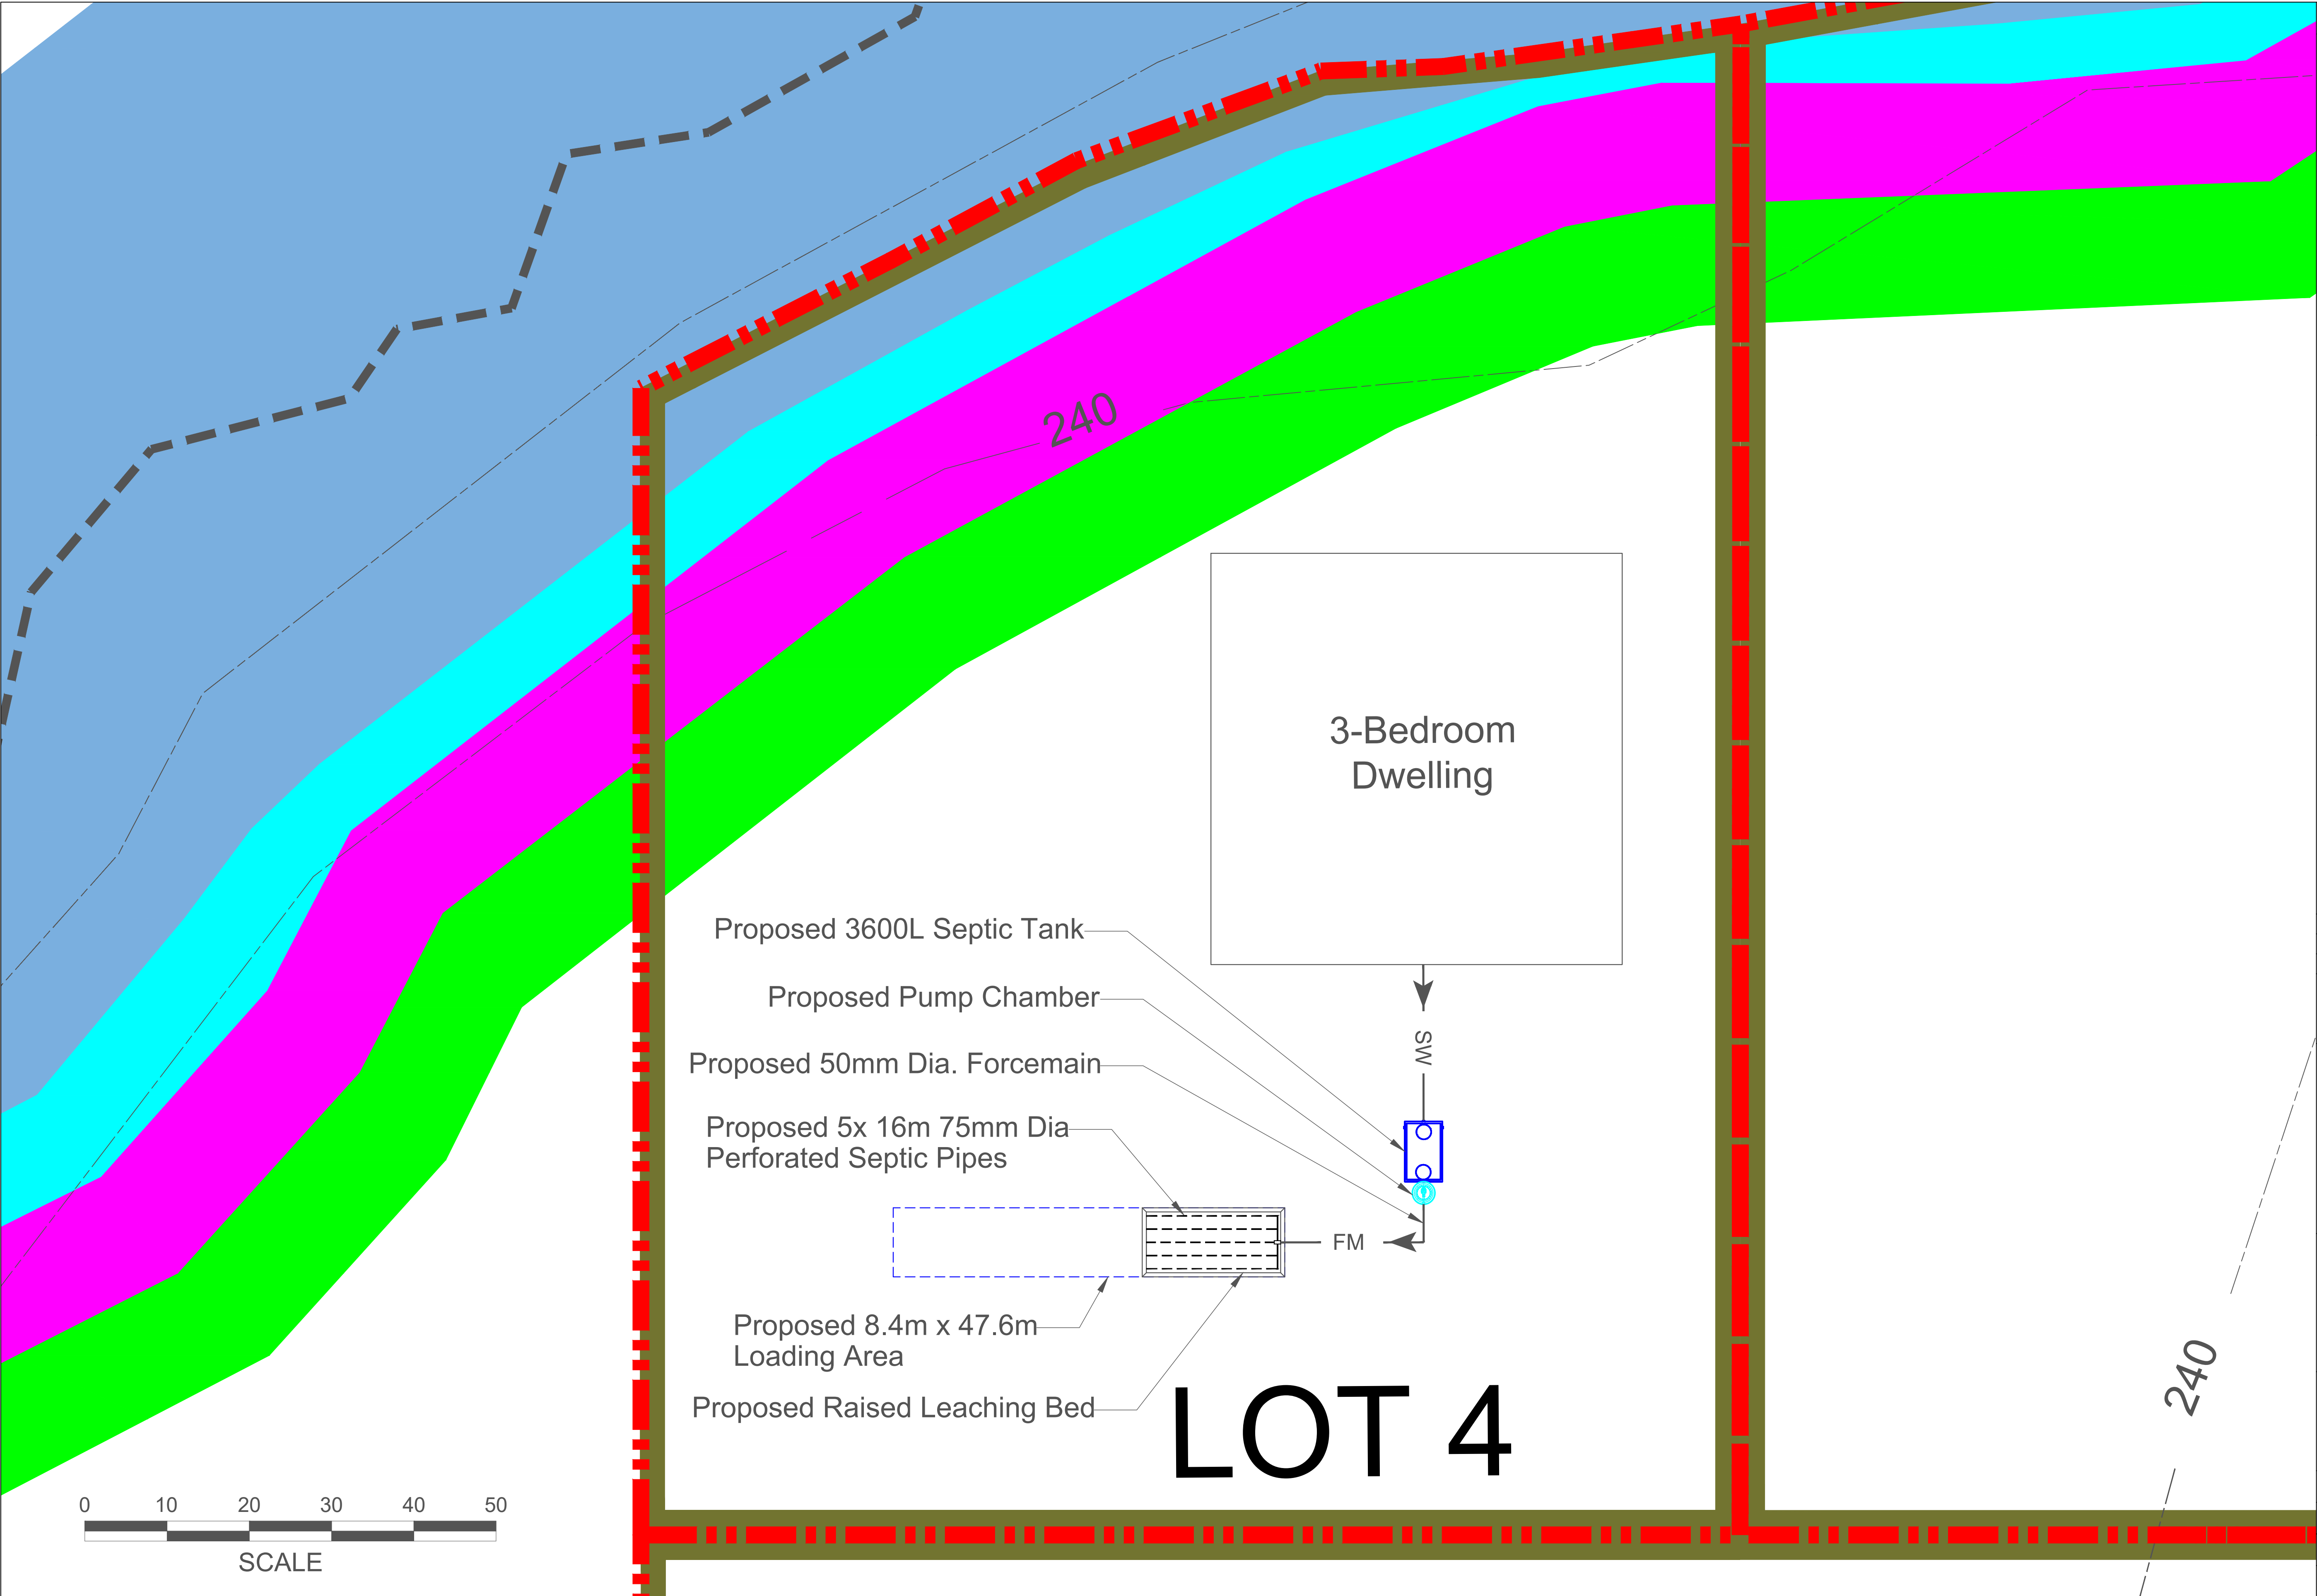 240
3-Bedroom
Dwelling
Proposed 3600L Septic Tank
Proposed Pump Chamber
SW
Proposed 50mm Dia. Forcemain
Proposed 5x 16m 75mm Dia
Perforated Septic Pipes
FM
Proposed 8.4m x 47.6m
Loading Area
Proposed Raised Leaching Bed
LOT 4
240
0 10 20 30 40 50
SCALE